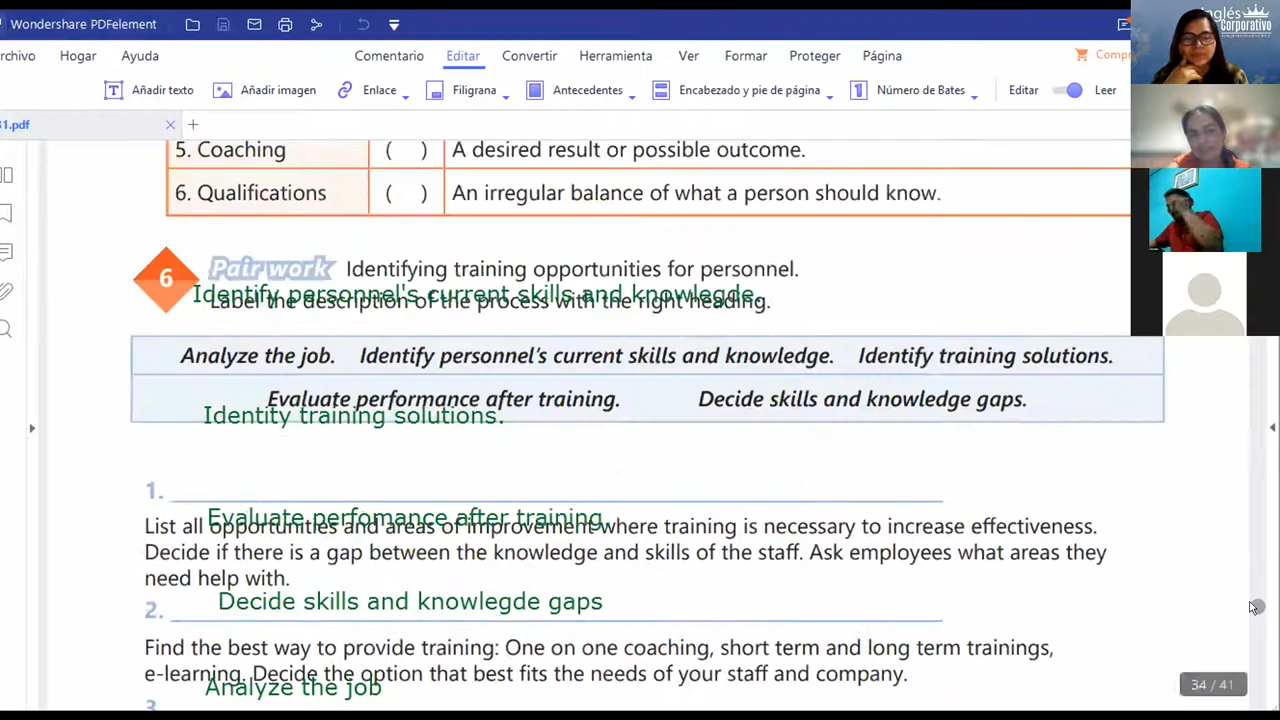 Wondershare PDFelement
Inglés
Corporativo
rchivo Hogar Ayuda Comentario Editar Convertir Herramienta Ver Formar Proteger Página Compr
Añadir texto Añadir imagen Enlace Filigrana Antecedentes Encabezado y pie de página Número de Bates Editar Leer
31.pdf
5. Coaching ( ) A desired result or possible outcome.
6. Qualifications ( ) An irregular balance of what a person should know.
6 Pair work Identifying training opportunities for personnel.
Identify personnel's current skills and knowlegde.
Label the description of the process with the right heading.
Analyze the job. Identify personnel's current skills and knowledge. Identify training solutions.
Evaluate performance after training. Decide skills and knowledge gaps.
Identity training solutions.
1.
Evaluate perfomance after training.
List all opportunities and areas of improvement where training is necessary to increase effectiveness.
Decide if there is a gap between the knowledge and skills of the staff. Ask employees what areas they
need help with.
Decide skills and knowlegde gaps
2.
Find the best way to provide training: One on one coaching, short term and long term trainings,
e-learning. Decide the option that best fits the needs of your staff and company.
Analyze the job
34 / 41
3.